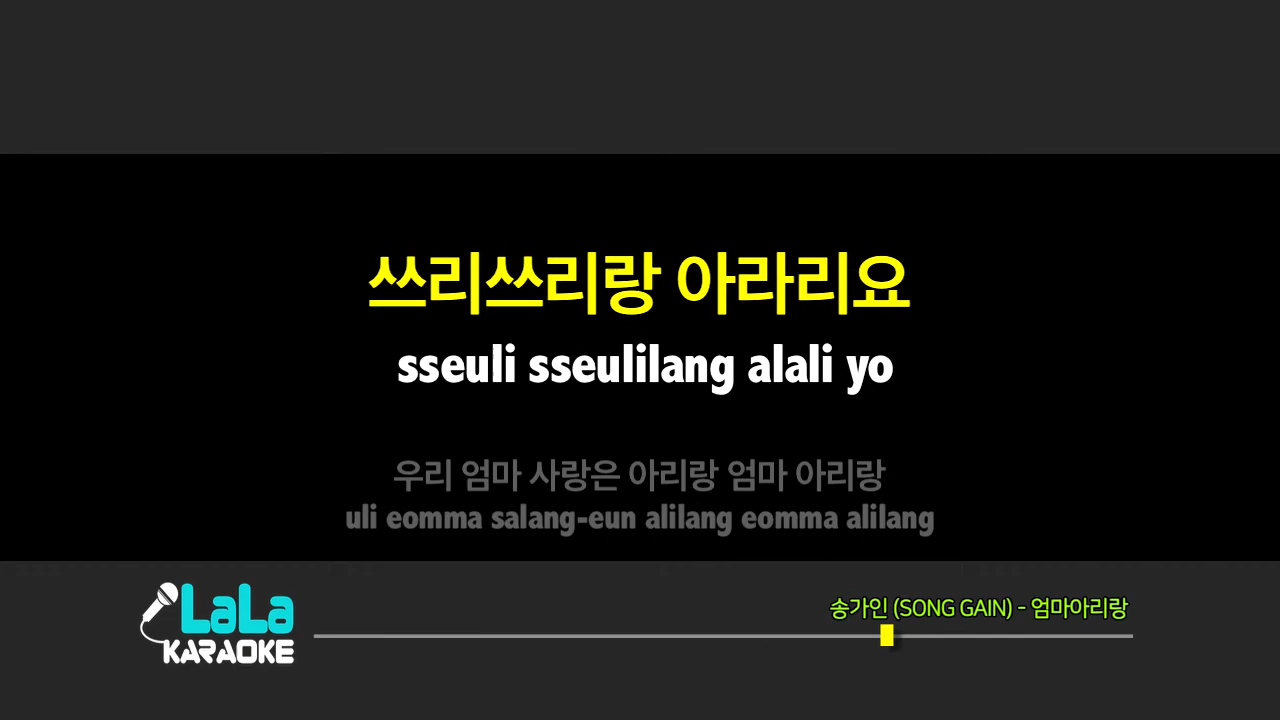 쓰리쓰리랑 아라리요
sseuli sseulilang alali yo
우리 엄마 사랑은 아리랑 엄마 아리랑
uli eomma salang-eun alilang eomma alilang
LaLa
KARAOKE
송가인 (SONG GAIN) - 엄마아리랑